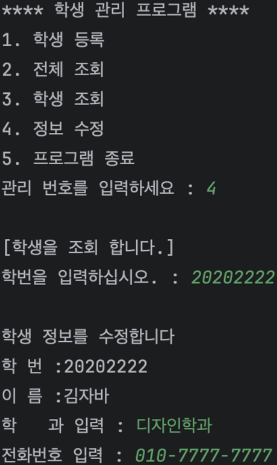 **** 학생 관리 프로그램 ****
1. 학생 등록
2. 전체 조회
3. 학생 조회
4. 정보 수정
5. 프로그램 종료
관리 번호를 입력하세요 : 4
[학생을 조회 합니다.]
학번을 입력하십시오. : 20202222
학생 정보를 수정합니다
학 번 :20202222
이 름 :김자바
학   과 입력 : 디자인학과
전화번호 입력 : 010-7777-7777